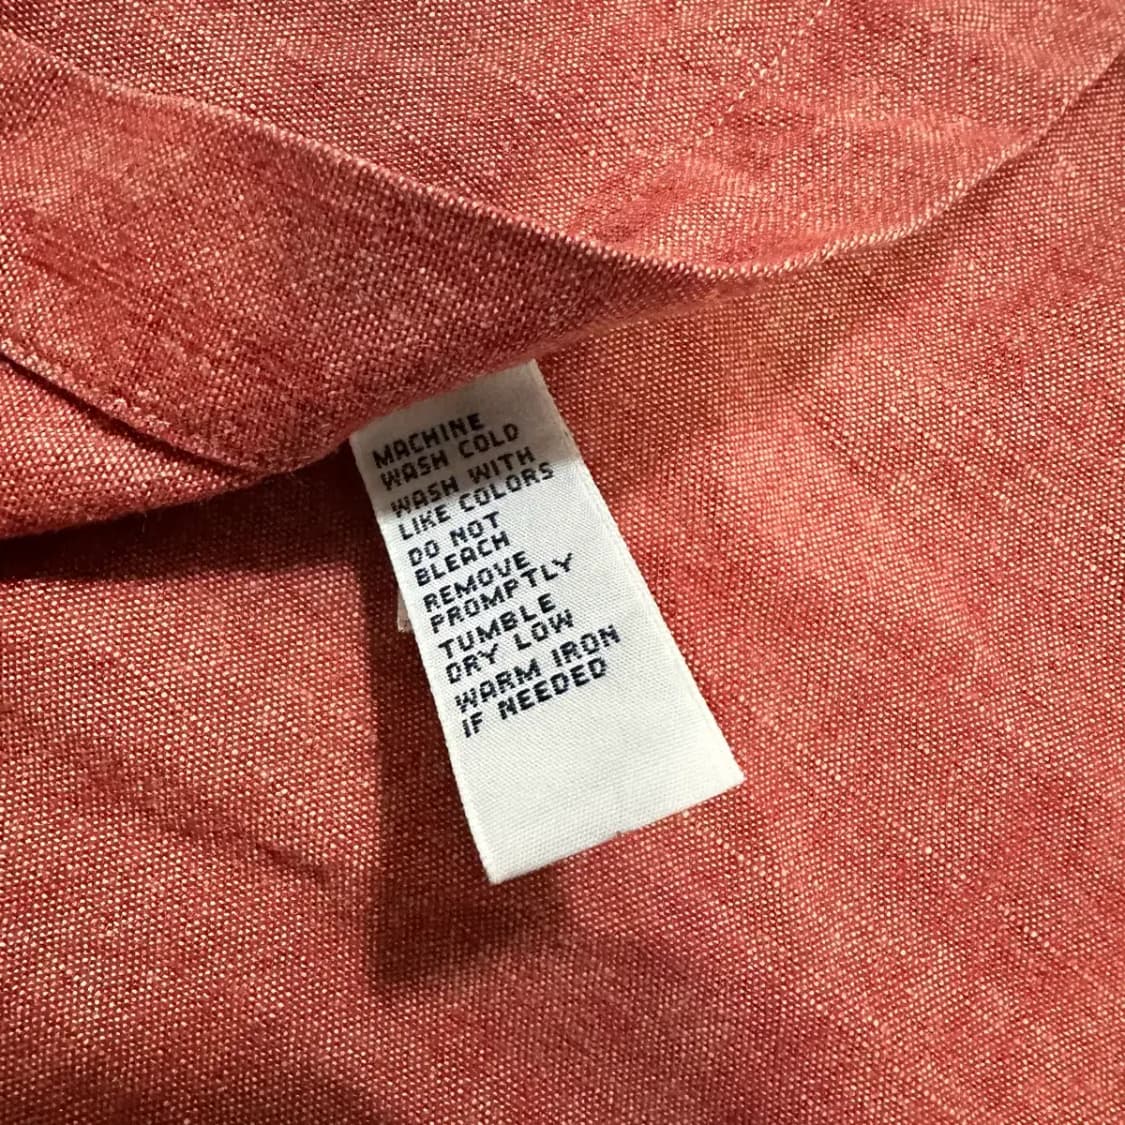 MACHINE
WASH COLD
WASH WITH
LIKE COLORS
DO NOT
BLEACH
REMOVE
PROMPTLY
TUMBLE
DRY LOW
WARM IRON
IF NEEDED